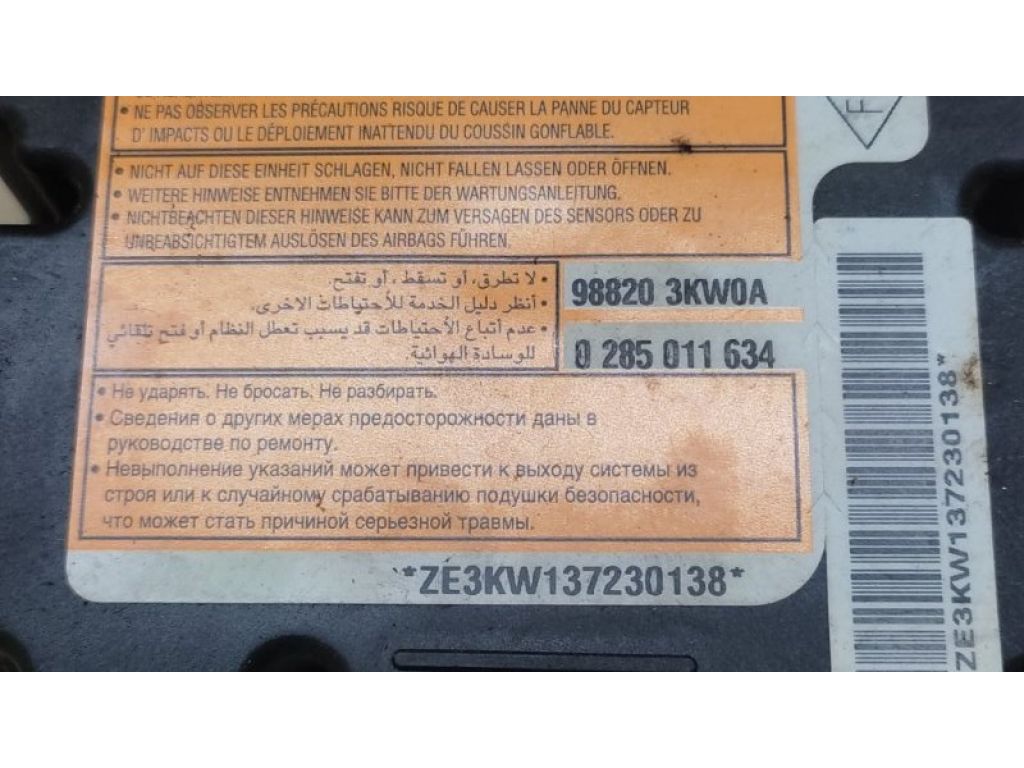 • NE PAS OBSERVER LES PRÉCAUTIONS RISQUE DE CAUSER LA PANNE DU CAPTEUR
D' IMPACTS OU LE DÉPLOIEMENT INATTENDU DU COUSSIN GONFLABLE.
• NICHT AUF DIESE EINHEIT SCHLAGEN, NICHT FALLEN LASSEN ODER ÖFFNEN.
• WEITERE HINWEISE ENTNEHMEN SIE BITTE DER WARTUNGSANLEITUNG.
• NICHTBEACHTEN DIESER HINWEISE KANN ZUM VERSAGEN DES SENSORS ODER ZU
UNBEABSICHTIGTEM AUSLÖSEN DES AIRBAGS FÜHREN.
• لا تطرق، أو تسقط، أو تفتح.
• أنظر دليل الخدمة للأحتياطات الاخرى.
• عدم أتباع الأحتياطات قد يسبب تعطل النظام أو فتح تلقائي
للوسادة الهوائية.
98820 3KW0A
0 285 011 634
• Не ударять. Не бросать. Не разбирать.
• Сведения о других мерах предосторожности даны в
руководстве по ремонту.
• Невыполнение указаний может привести к выходу системы из
строя или к случайному срабатыванию подушки безопасности,
что может стать причиной серьезной травмы.
*ZE3KW137230138*
F
ZE3KW137230138*